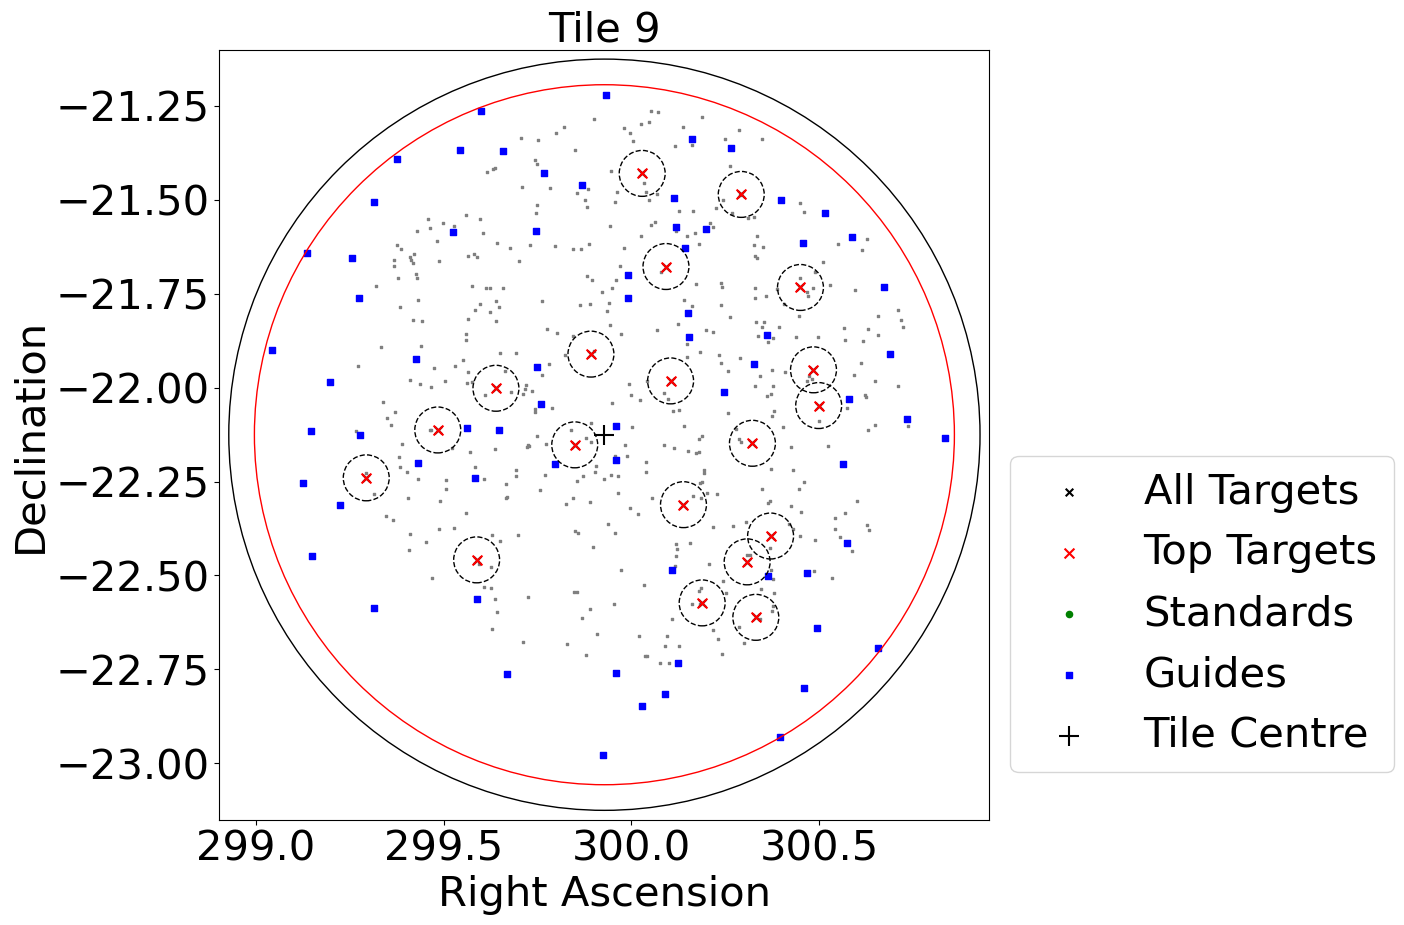 Tile 9
Declination
−21.25
−21.50
−21.75
−22.00
−22.25
−22.50
−22.75
−23.00
299.0 299.5 300.0 300.5
Right Ascension
All Targets
Top Targets
Standards
Guides
Tile Centre